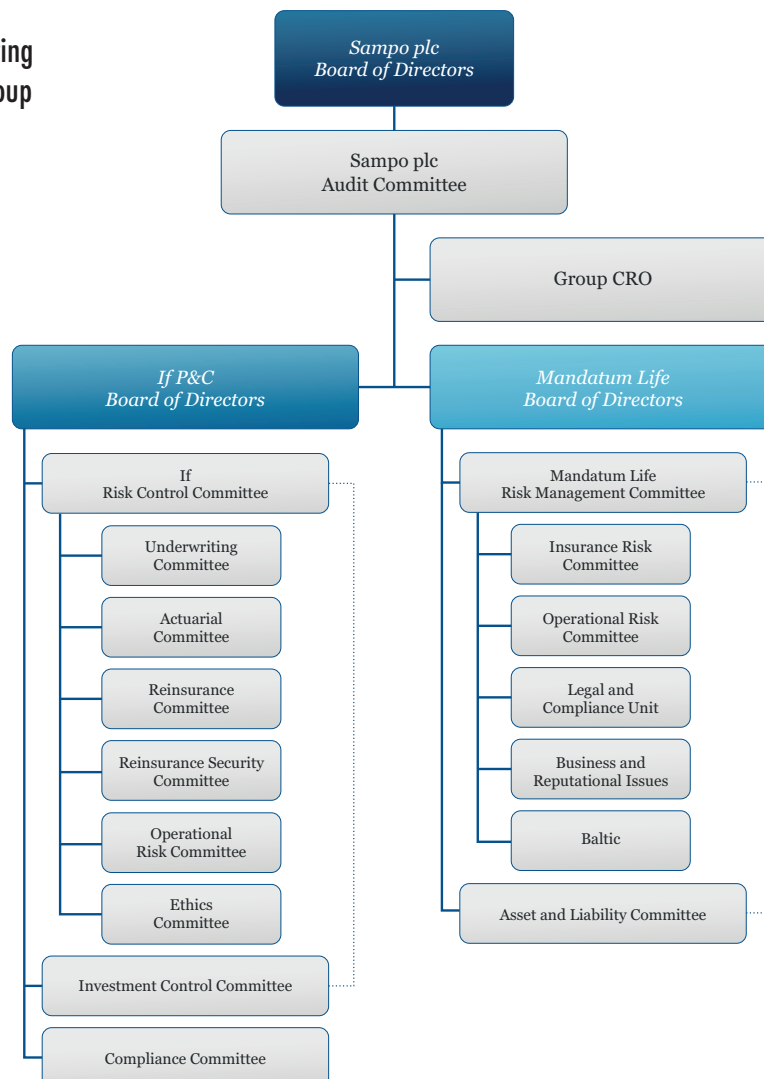 Sampo plc
Board of Directors
Sampo plc
Audit Committee
Group CRO
If P&C
Board of Directors
Mandatum Life
Board of Directors
If
Risk Control Committee
Underwriting
Committee
Actuarial
Committee
Reinsurance
Committee
Reinsurance Security
Committee
Operational
Risk Committee
Ethics
Committee
Investment Control Committee
Compliance Committee
Mandatum Life
Risk Management Committee
Insurance Risk
Committee
Operational Risk
Committee
Legal and
Compliance Unit
Business and
Reputational Issues
Baltic
Asset and Liability Committee